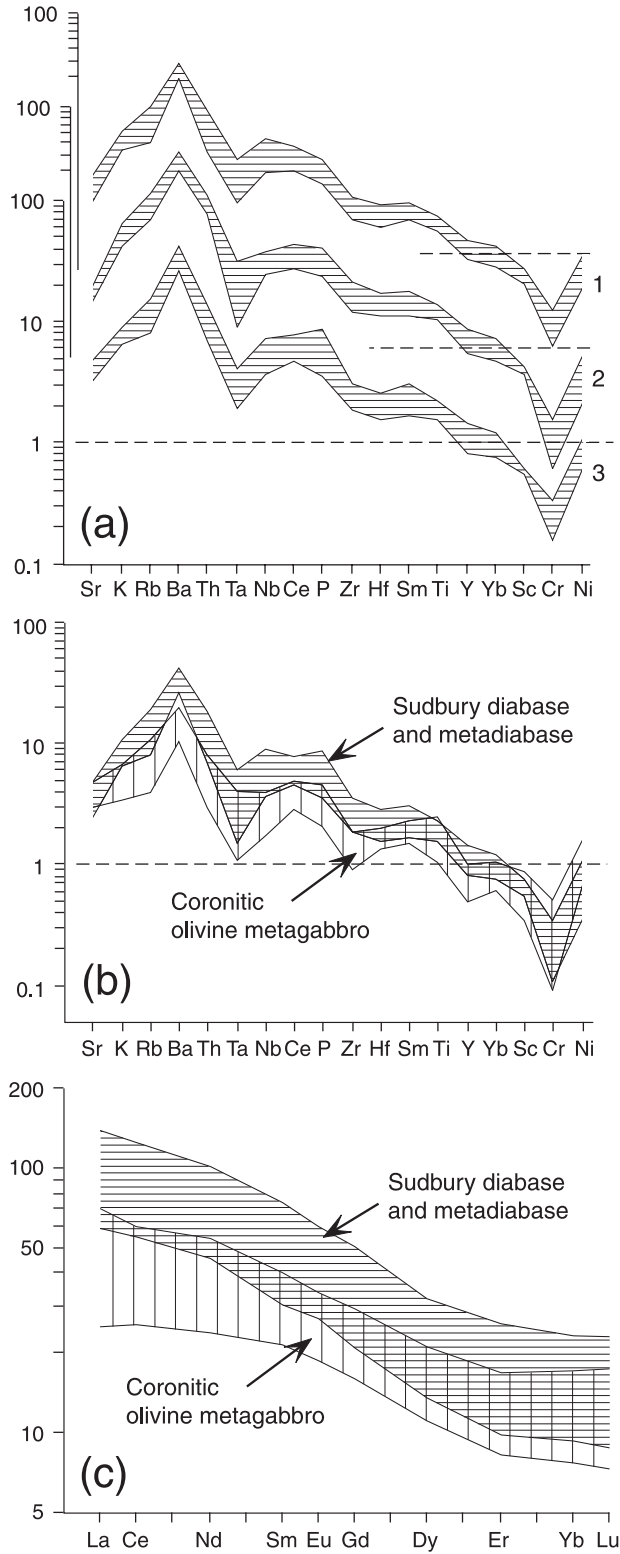 100
100
100
10
1
0.1
1
2
3
(a)
Sr K Rb Ba Th Ta Nb Ce P Zr Hf Sm Ti Y Yb Sc Cr Ni
100
10
1
0.1
Sudbury diabase
and metadiabase
Coronitic
olivine metagabbro
(b)
Sr K Rb Ba Th Ta Nb Ce P Zr Hf Sm Ti Y Yb Sc Cr Ni
200
100
50
20
10
5
Sudbury diabase
and metadiabase
Coronitic
olivine metagabbro
(c)
La Ce Nd Sm Eu Gd Dy Er Yb Lu